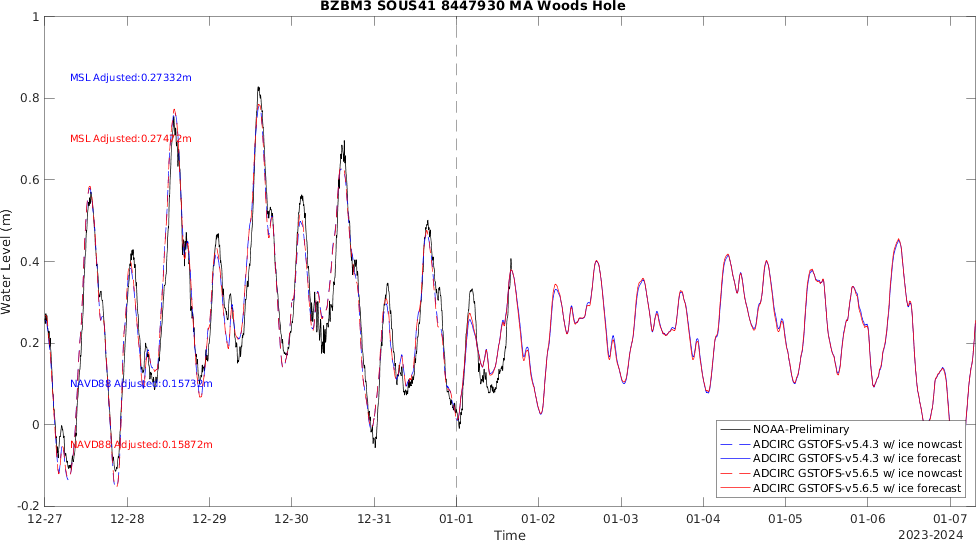 BZBM3 SOUS41 8447930 MA Woods Hole
Water Level (m)
1
0.8
0.6
0.4
0.2
0
-0.2
MSL Adjusted:0.27332m
MSL Adjusted:0.27472m
NAVD88 Adjusted:0.15732m
NAVD88 Adjusted:0.15872m
NOAA-Preliminary
ADCIRC GSTOFS-v5.4.3 w/ ice nowcast
ADCIRC GSTOFS-v5.4.3 w/ ice forecast
ADCIRC GSTOFS-v5.6.5 w/ ice nowcast
ADCIRC GSTOFS-v5.6.5 w/ ice forecast
12-27 12-28 12-29 12-30 12-31 01-01 01-02 01-03 01-04 01-05 01-06 01-07
Time
2023-2024